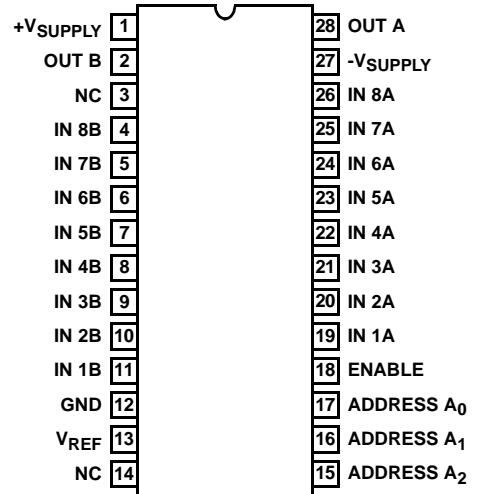 +VSUPPLY 1 28 OUT A
OUT B 2 27 -VSUPPLY
NC 3 26 IN 8A
IN 8B 4 25 IN 7A
IN 7B 5 24 IN 6A
IN 6B 6 23 IN 5A
IN 5B 7 22 IN 4A
IN 4B 8 21 IN 3A
IN 3B 9 20 IN 2A
IN 2B 10 19 IN 1A
IN 1B 11 18 ENABLE
GND 12 17 ADDRESS A0
VREF 13 16 ADDRESS A1
NC 14 15 ADDRESS A2